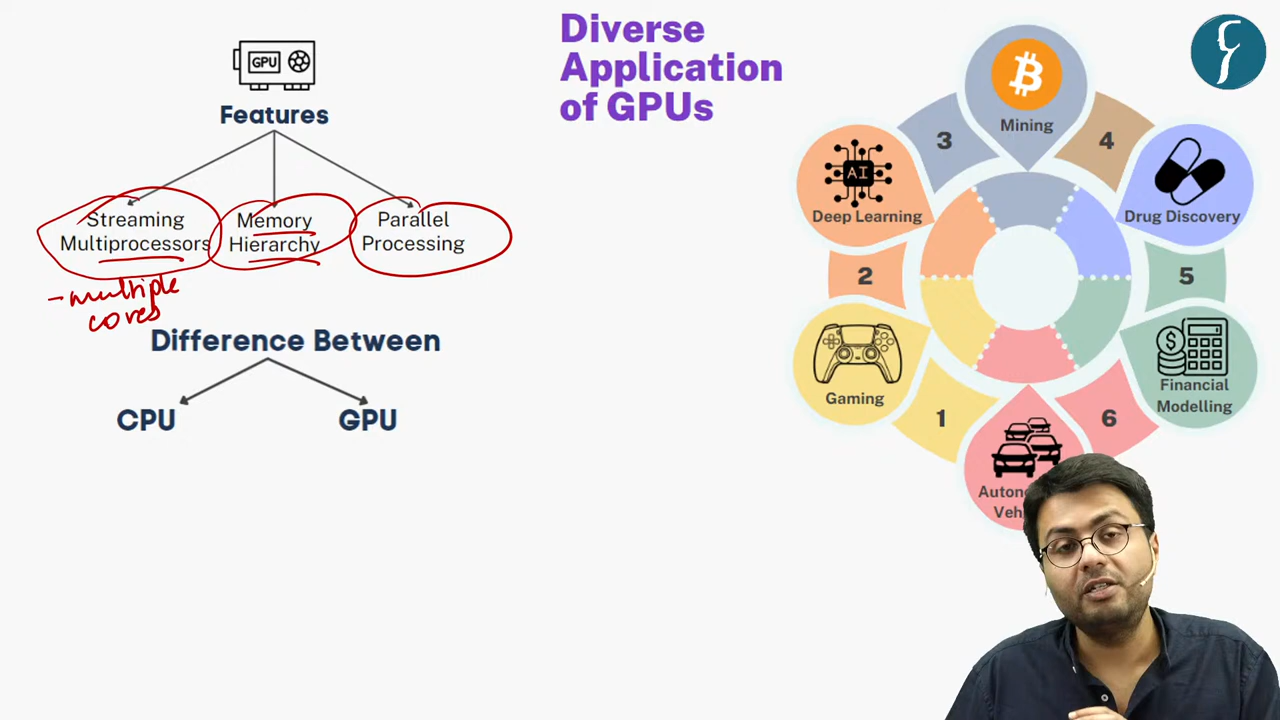 GPU
Features
Streaming
Multiprocessors
Memory
Hierarchy
Parallel
Processing
- multiple
cores
Difference Between
CPU
GPU
Diverse
Application
of GPUs
Mining
3
4
AI
Deep Learning
Drug Discovery
2
5
Gaming
$
Financial
Modelling
1
6